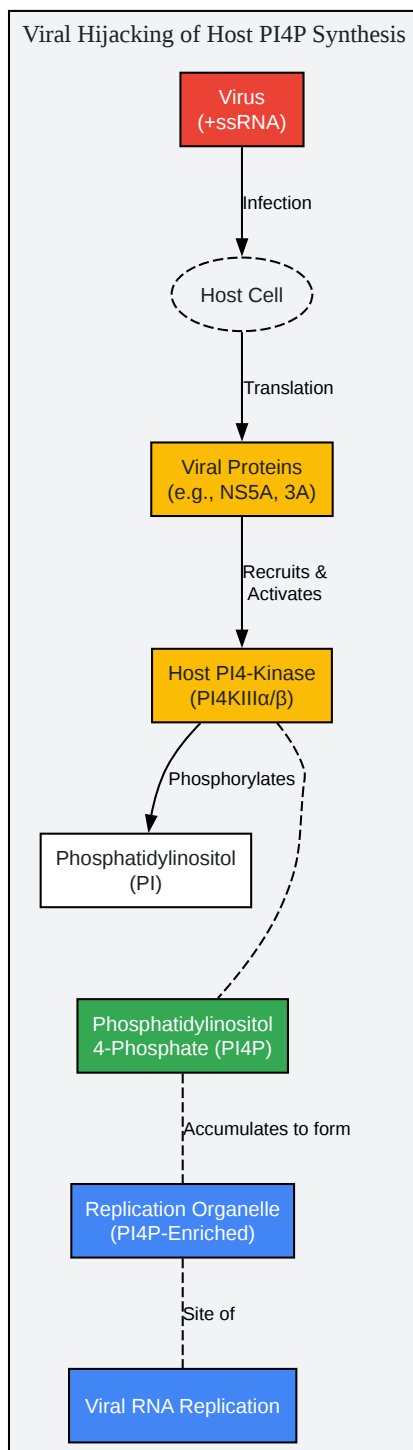 Viral Hijacking of Host PI4P Synthesis
Virus
(+ssRNA)
Infection
Host Cell
Translation
Viral Proteins
(e.g., NS5A, 3A)
Recruits &
Activates
Host PI4-Kinase
(PI4KIIIα/β)
Phosphorylates
Phosphatidylinositol
(PI)
Phosphatidylinositol
4-Phosphate (PI4P)
Accumulates to form
Replication Organelle
(PI4P-Enriched)
Site of
Viral RNA Replication